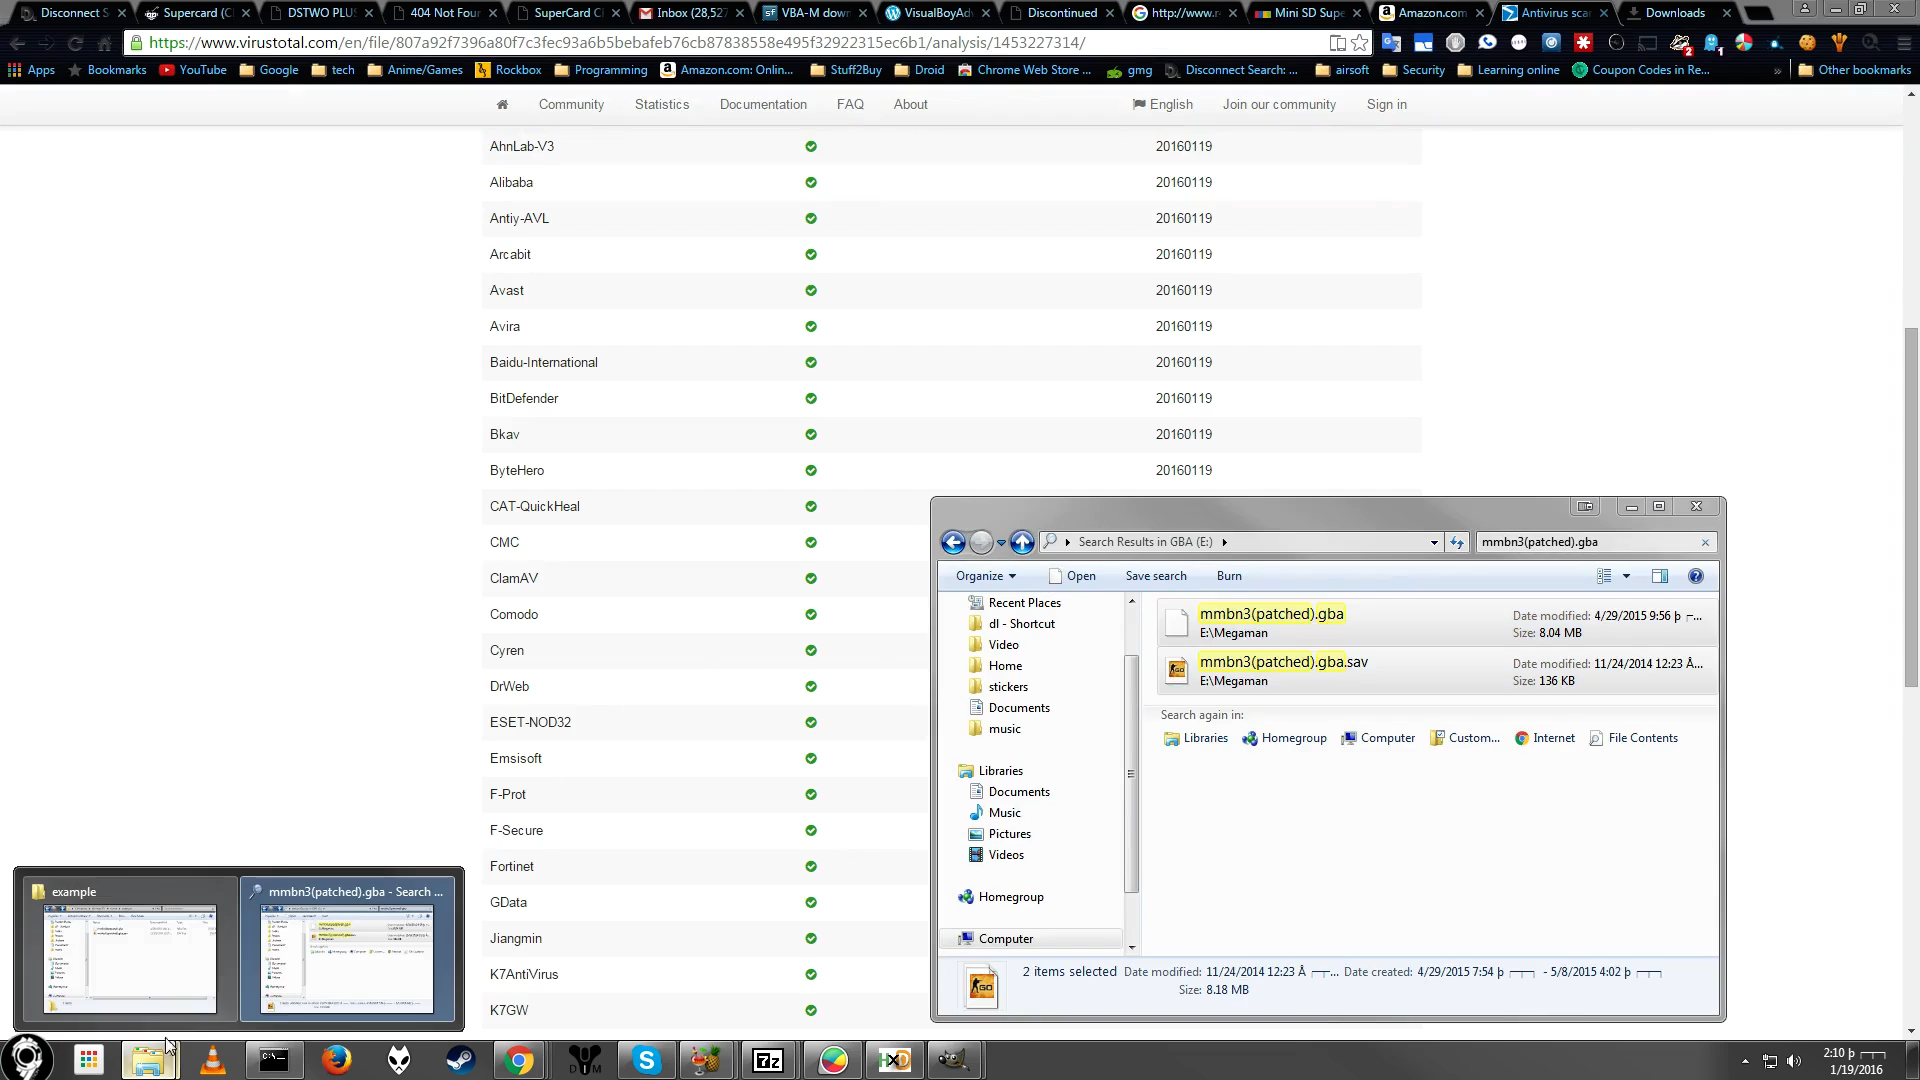 Disconnect S
Supercard (C
DSTWO PLU
404 Not Four
SuperCard C
Inbox (28,527
VBA-M down
VisualBoyAdv
Discontinued
http://www.r
Mini SD Supe
Amazon.com
Antivirus scar
Downloads
https://www.virustotal.com/en/file/807a92f7396a80f7c3fec93a6b5bebafeb76cb87838558e495f32922315ec6b1/analysis/1453227314/
Apps
Bookmarks
YouTube
Google
tech
Anime/Games
Rockbox
Programming
Amazon.com: Onlin...
Stuff2Buy
Droid
Chrome Web Store ...
gmg
Disconnect Search: ...
airsoft
Security
Learning online
Coupon Codes in Re...
»
Other bookmarks
Community
Statistics
Documentation
FAQ
About
English
Join our community
Sign in
AhnLab-V3 20160119
Alibaba 20160119
Antiy-AVL 20160119
Arcabit 20160119
Avast 20160119
Avira 20160119
Baidu-International 20160119
BitDefender 20160119
Bkav 20160119
ByteHero 20160119
CAT-QuickHeal
CMC
ClamAV
Comodo
Cyren
DrWeb
ESET-NOD32
Emsisoft
F-Prot
F-Secure
Fortinet
GData
Jiangmin
K7AntiVirus
K7GW
Search Results in GBA (E:)
mmbn3(patched).gba
Organize
Open
Save search
Burn
Recent Places
dl - Shortcut
Video
Home
stickers
Documents
music
Libraries
Documents
Music
Pictures
Videos
Homegroup
Computer
mmbn3(patched).gba
E:\Megaman
Date modified: 4/29/2015 9:56 þ ┌─...
Size: 8.04 MB
mmbn3(patched).gba.sav
E:\Megaman
Date modified: 11/24/2014 12:23 Å...
Size: 136 KB
Search again in:
Libraries
Homegroup
Computer
Custom...
Internet
File Contents
2 items selected Date modified: 11/24/2014 12:23 Å ┌─┬─... Date created: 4/29/2015 7:54 þ ┌─┬─ - 5/8/2015 4:02 þ ┌─┬─
Size: 8.18 MB
example
mmbn3(patched).gba - Search ...
2:10 þ ┌─┬─
1/19/2016